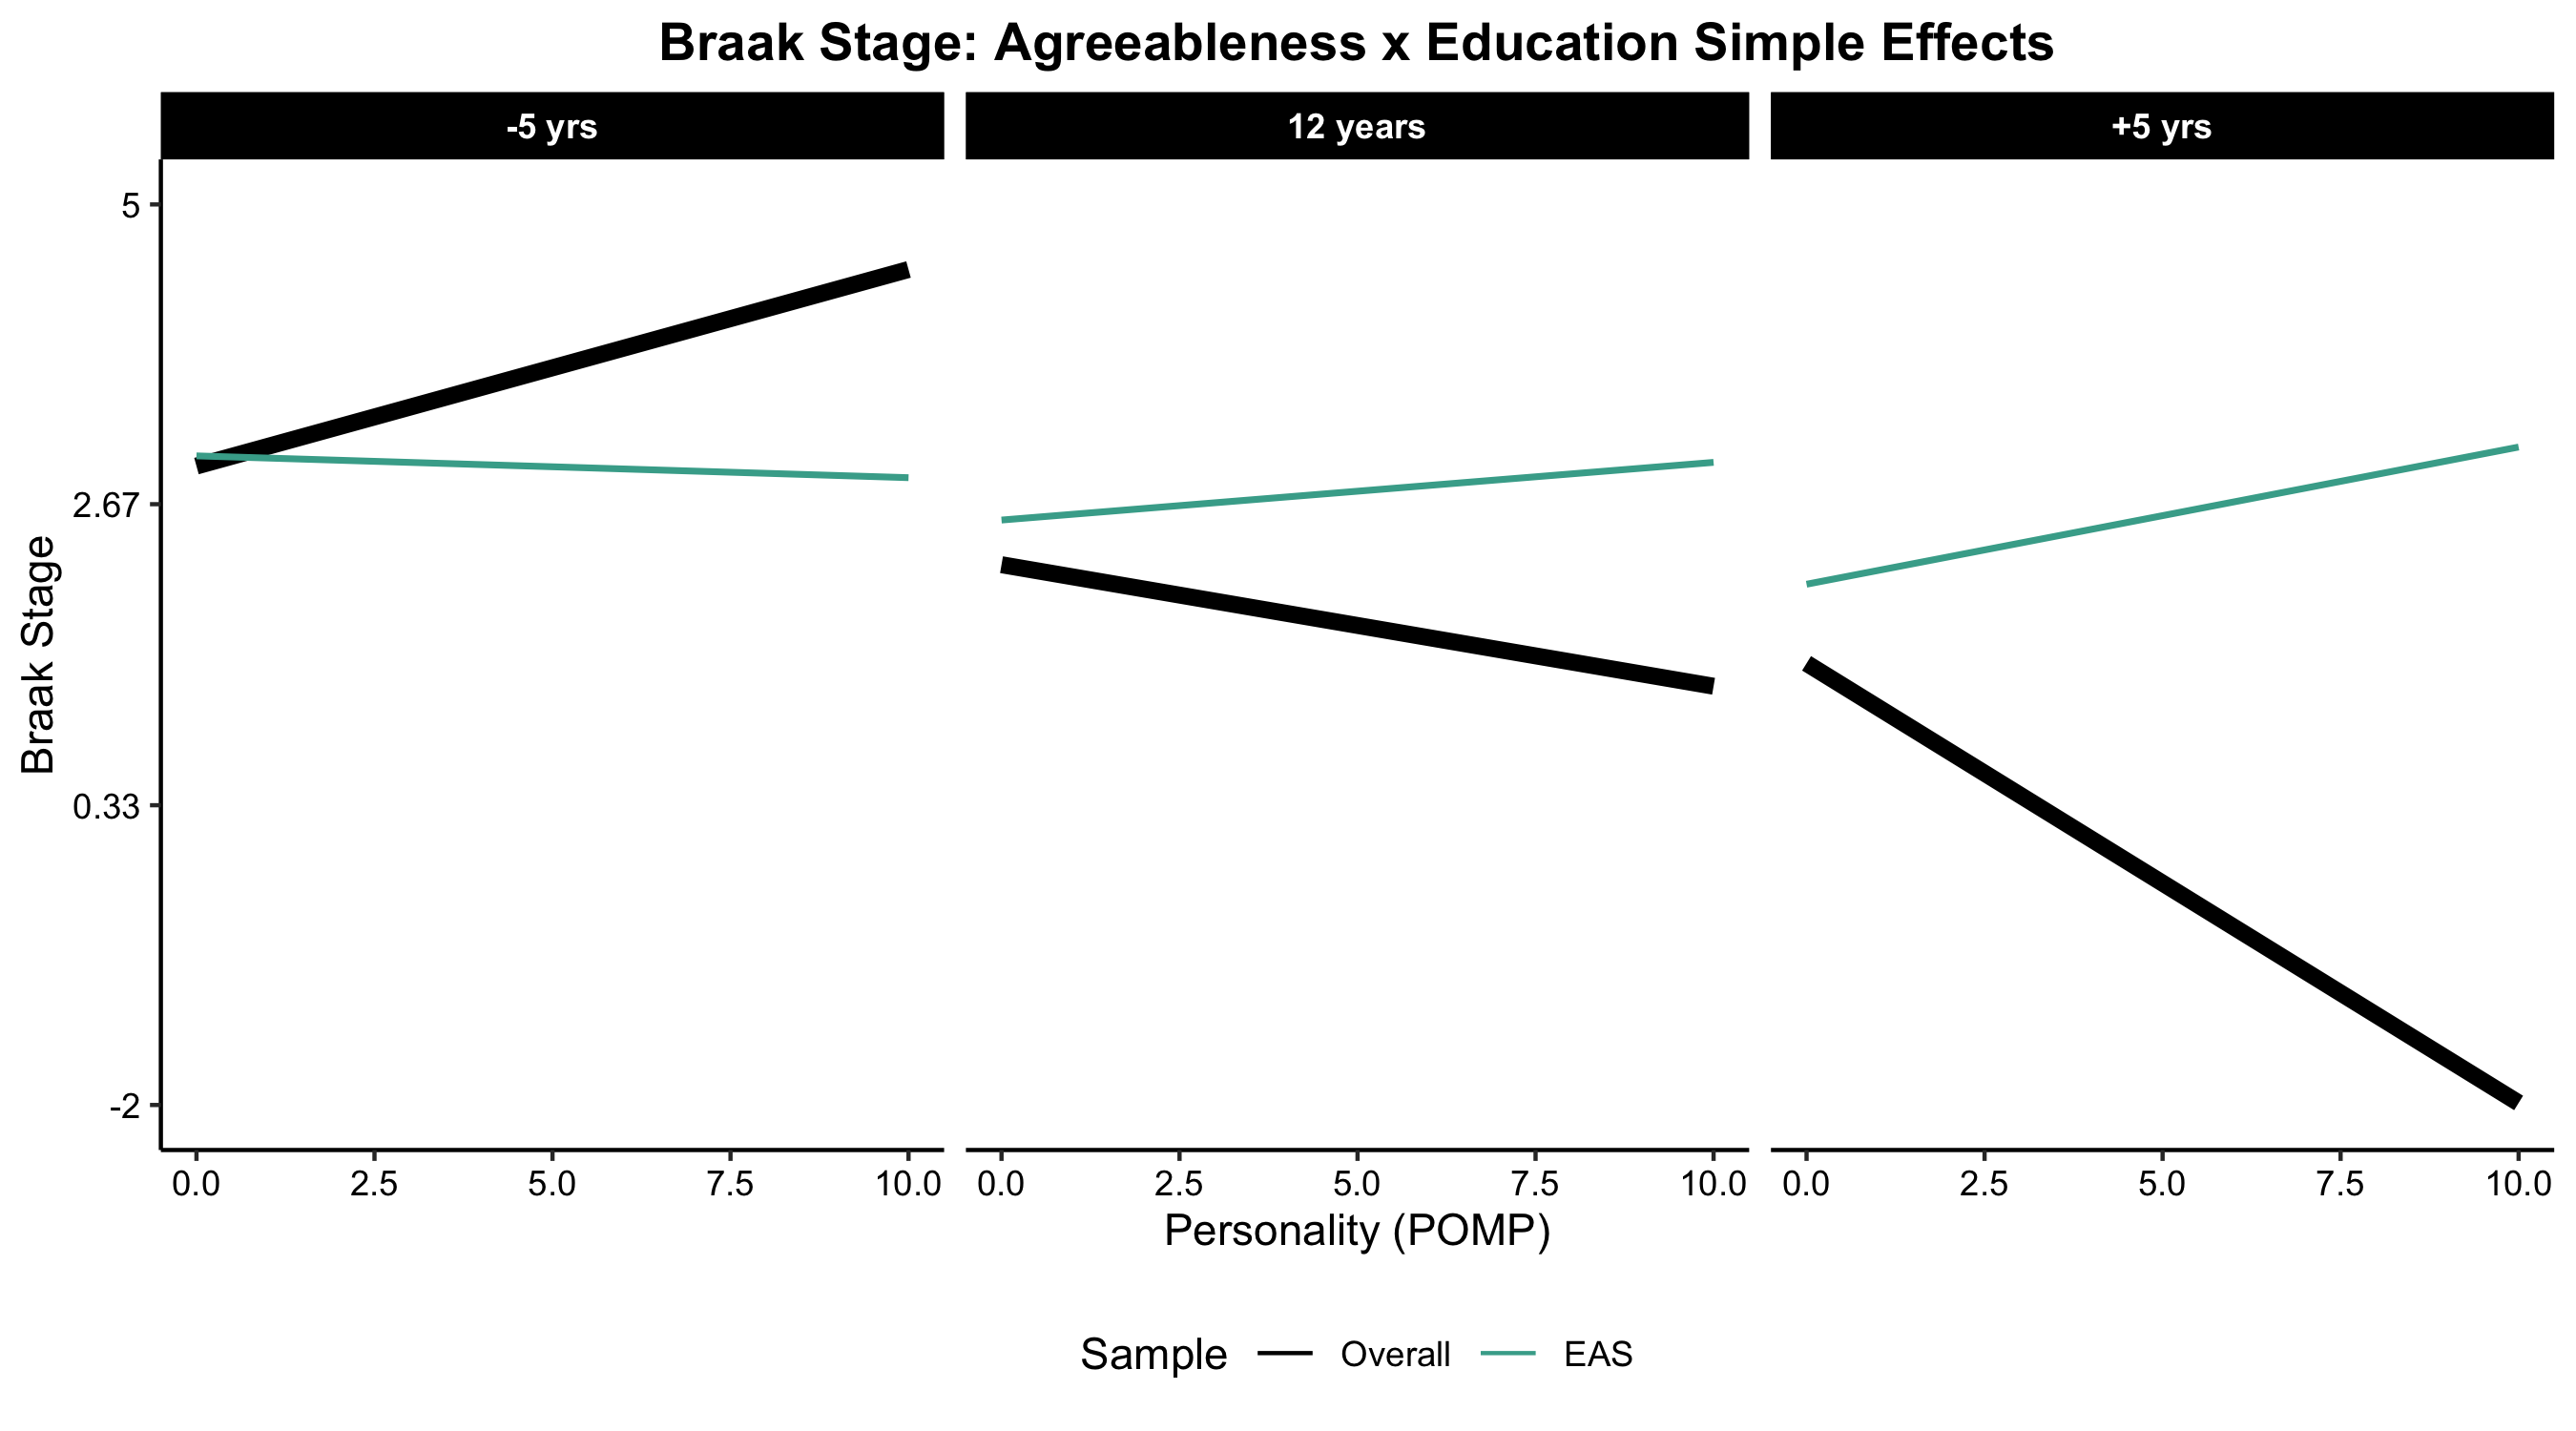 Braak Stage: Agreeableness x Education Simple Effects
-5 yrs 12 years +5 yrs
Braak Stage
5
2.67
0.33
-2
0.0 2.5 5.0 7.5 10.0 0.0 2.5 5.0 7.5 10.0 0.0 2.5 5.0 7.5 10.0
Personality (POMP)
Sample Overall EAS